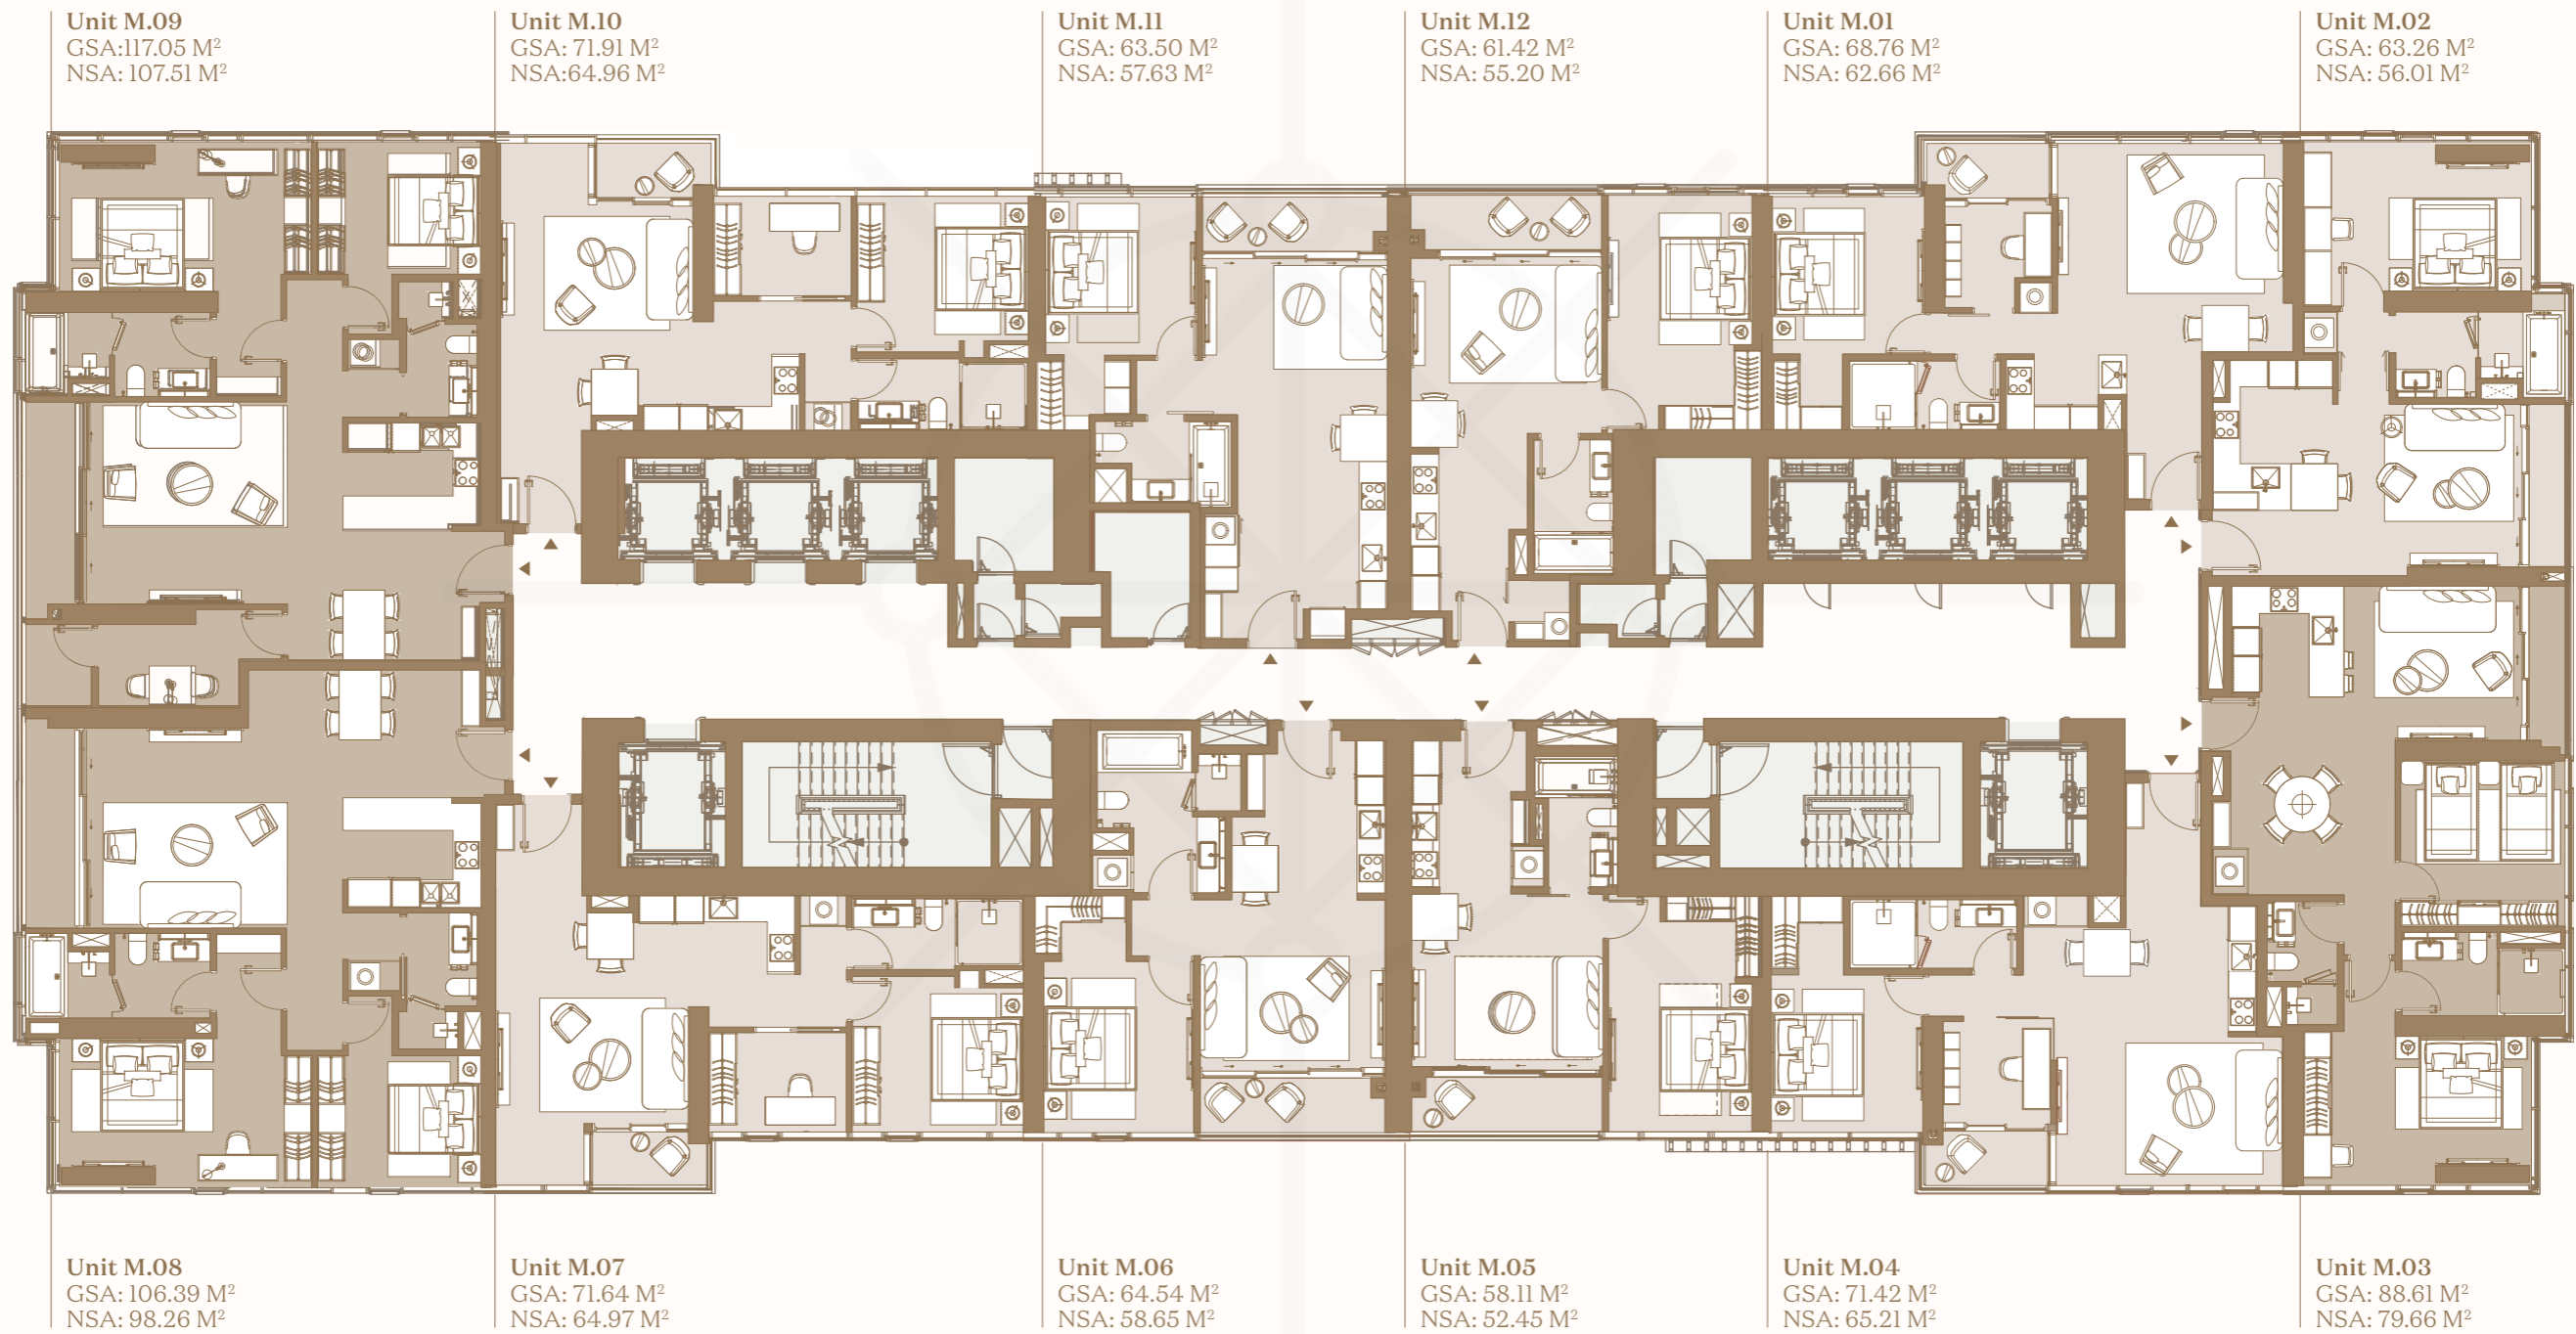 Unit M.09
GSA:117.05 M²
NSA: 107.51 M²
Unit M.10
GSA: 71.91 M²
NSA:64.96 M²
Unit M.11
GSA: 63.50 M²
NSA: 57.63 M²
Unit M.12
GSA: 61.42 M²
NSA: 55.20 M²
Unit M.01
GSA: 68.76 M²
NSA: 62.66 M²
Unit M.02
GSA: 63.26 M²
NSA: 56.01 M²
Unit M.08
GSA: 106.39 M²
NSA: 98.26 M²
Unit M.07
GSA: 71.64 M²
NSA: 64.97 M²
Unit M.06
GSA: 64.54 M²
NSA: 58.65 M²
Unit M.05
GSA: 58.11 M²
NSA: 52.45 M²
Unit M.04
GSA: 71.42 M²
NSA: 65.21 M²
Unit M.03
GSA: 88.61 M²
NSA: 79.66 M²